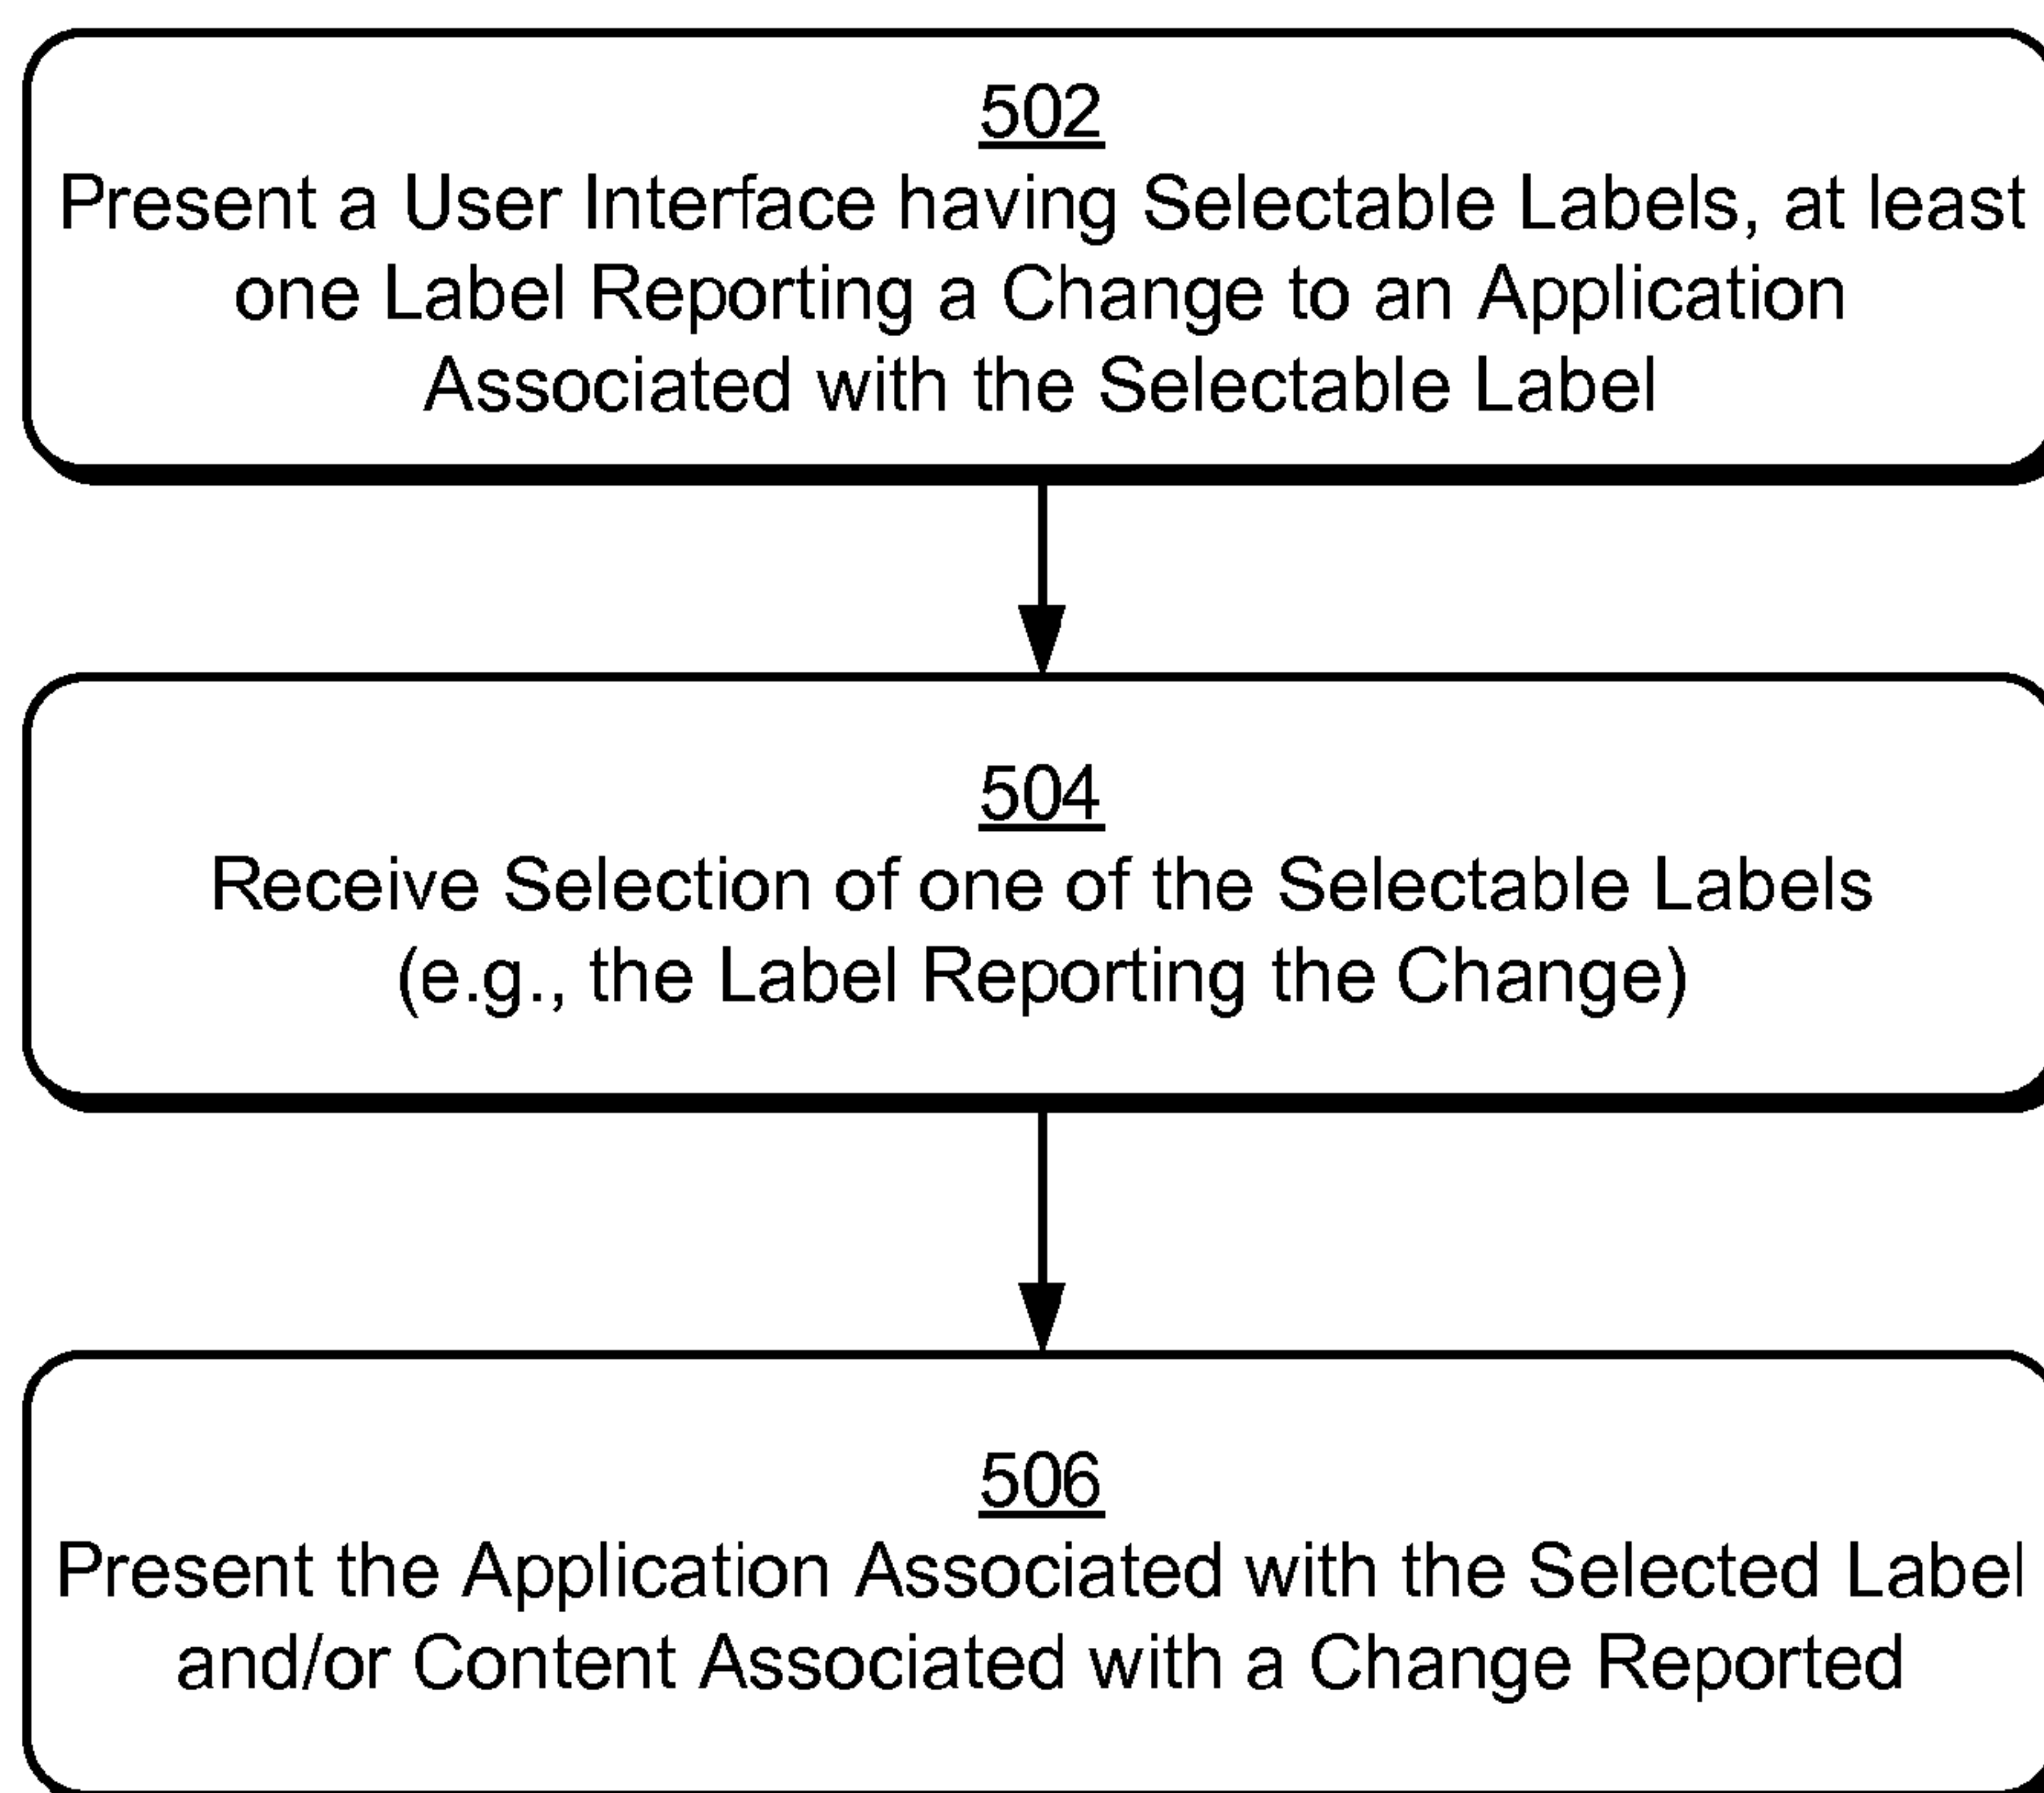 502
Present a User Interface having Selectable Labels, at least
one Label Reporting a Change to an Application
Associated with the Selectable Label
504
Receive Selection of one of the Selectable Labels
(e.g., the Label Reporting the Change)
506
Present the Application Associated with the Selected Label
and/or Content Associated with a Change Reported